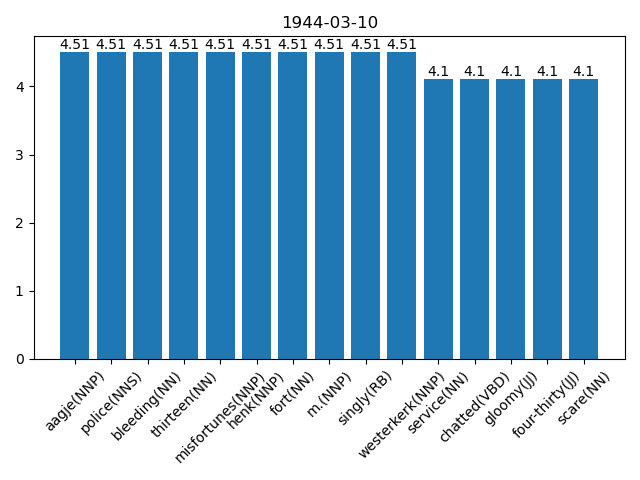 1944-03-10
4.51 4.51 4.51 4.51 4.51 4.51 4.51 4.51 4.51 4.51 4.1 4.1 4.1 4.1 4.1
4
3
2
1
0
aagje(NNP)
police(NNS)
bleeding(NN)
thirteen(NN)
misfortunes(NNP)
henk(NNP)
fort(NN)
m.(NNP)
singly(RB)
westerkerk(NNP)
service(NN)
chatted(VBD)
gloomy(JJ)
four-thirty(JJ)
scare(NN)